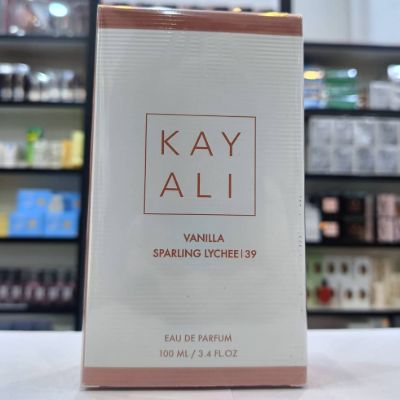 KAY
ALI
VANILLA
SPARLING LYCHEE|39
EAU DE PARFUM
100 ML / 3.4 FL.OZ